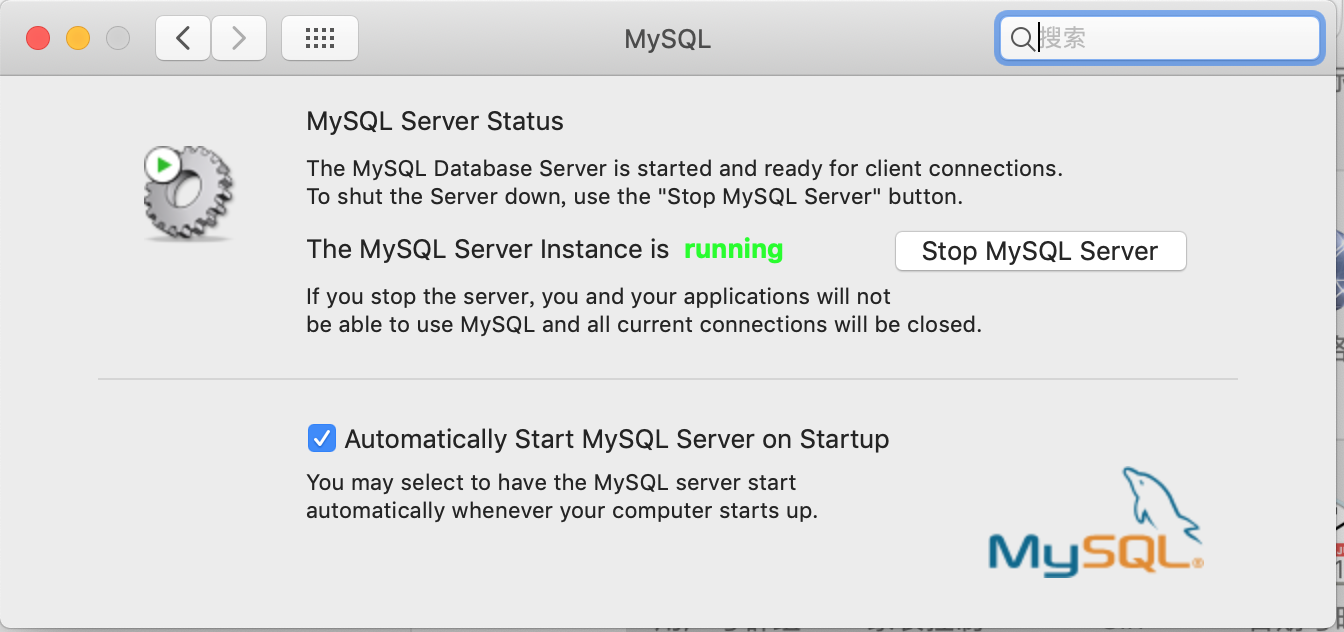 MySQL
搜索
MySQL Server Status
The MySQL Database Server is started and ready for client connections.
To shut the Server down, use the "Stop MySQL Server" button.
The MySQL Server Instance is running
Stop MySQL Server
If you stop the server, you and your applications will not
be able to use MySQL and all current connections will be closed.
Automatically Start MySQL Server on Startup
You may select to have the MySQL server start
automatically whenever your computer starts up.
MySQL®